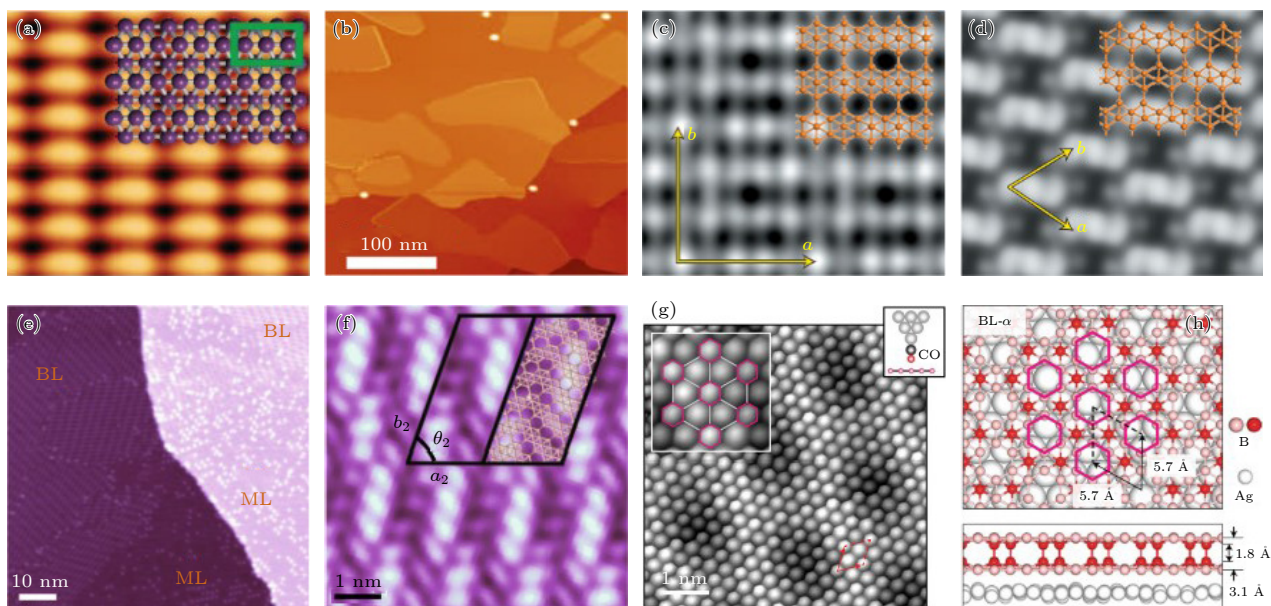 (a)
(b)
100 nm
(c)
b
a
(d)
b
a
(e)
BL
BL
ML
ML
10 nm
(f)
b₂
θ₂
a₂
1 nm
(g)
CO
1 nm
BL-α
(h)
5.7 Å
5.7 Å
B
Ag
1.8 Å
3.1 Å